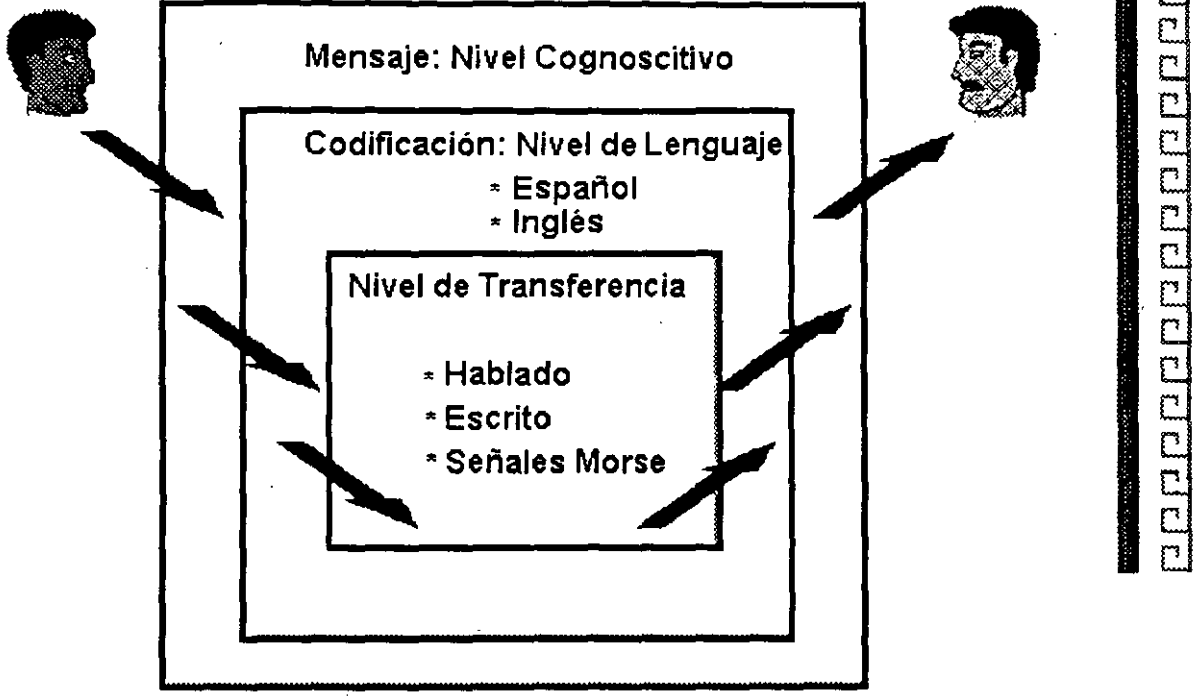 Mensaje: Nivel Cognoscitivo
Codificación: Nivel de Lenguaje
* Español
* Inglés
Nivel de Transferencia
* Hablado
* Escrito
* Señales Morse